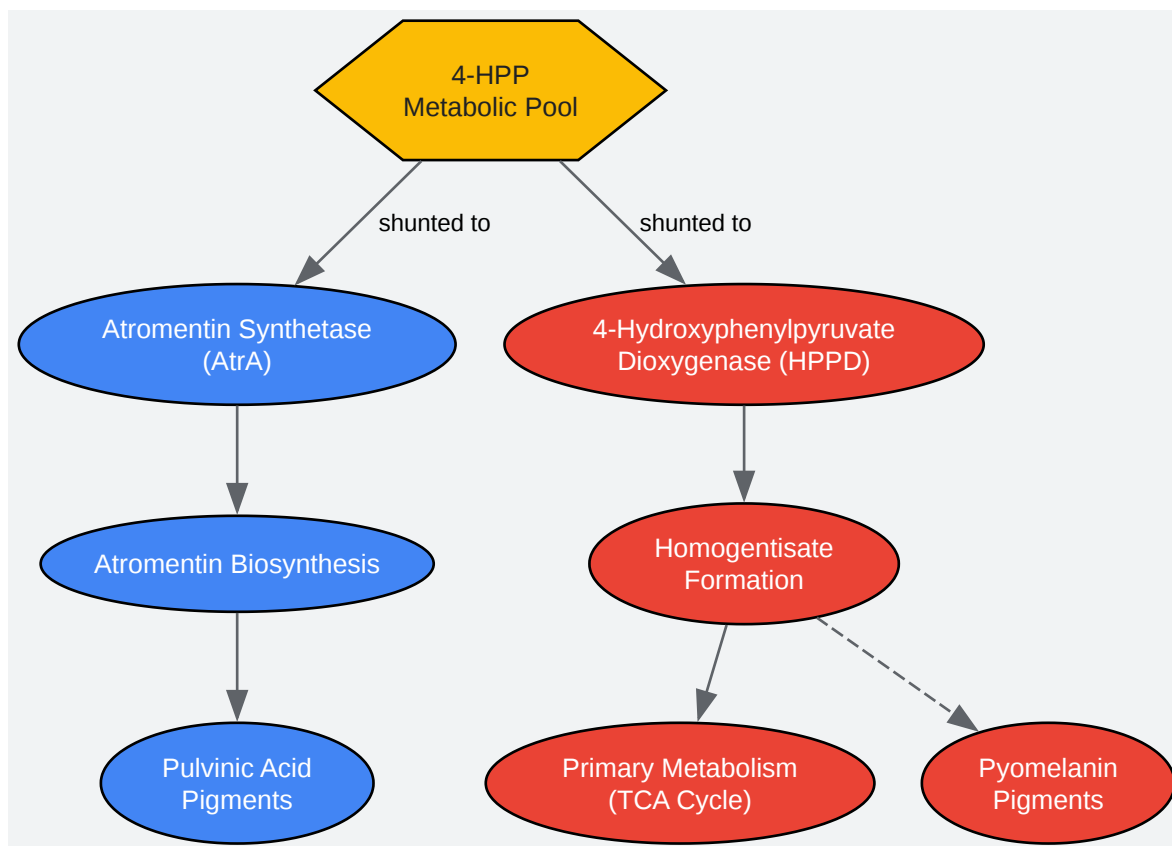 4-HPP
Metabolic Pool
shunted to
shunted to
Atromentin Synthetase
(AtrA)
4-Hydroxyphenylpyruvate
Dioxygenase (HPPD)
Atromentin Biosynthesis
Homogentisate
Formation
Pulvinic Acid
Pigments
Primary Metabolism
(TCA Cycle)
Pyomelanin
Pigments